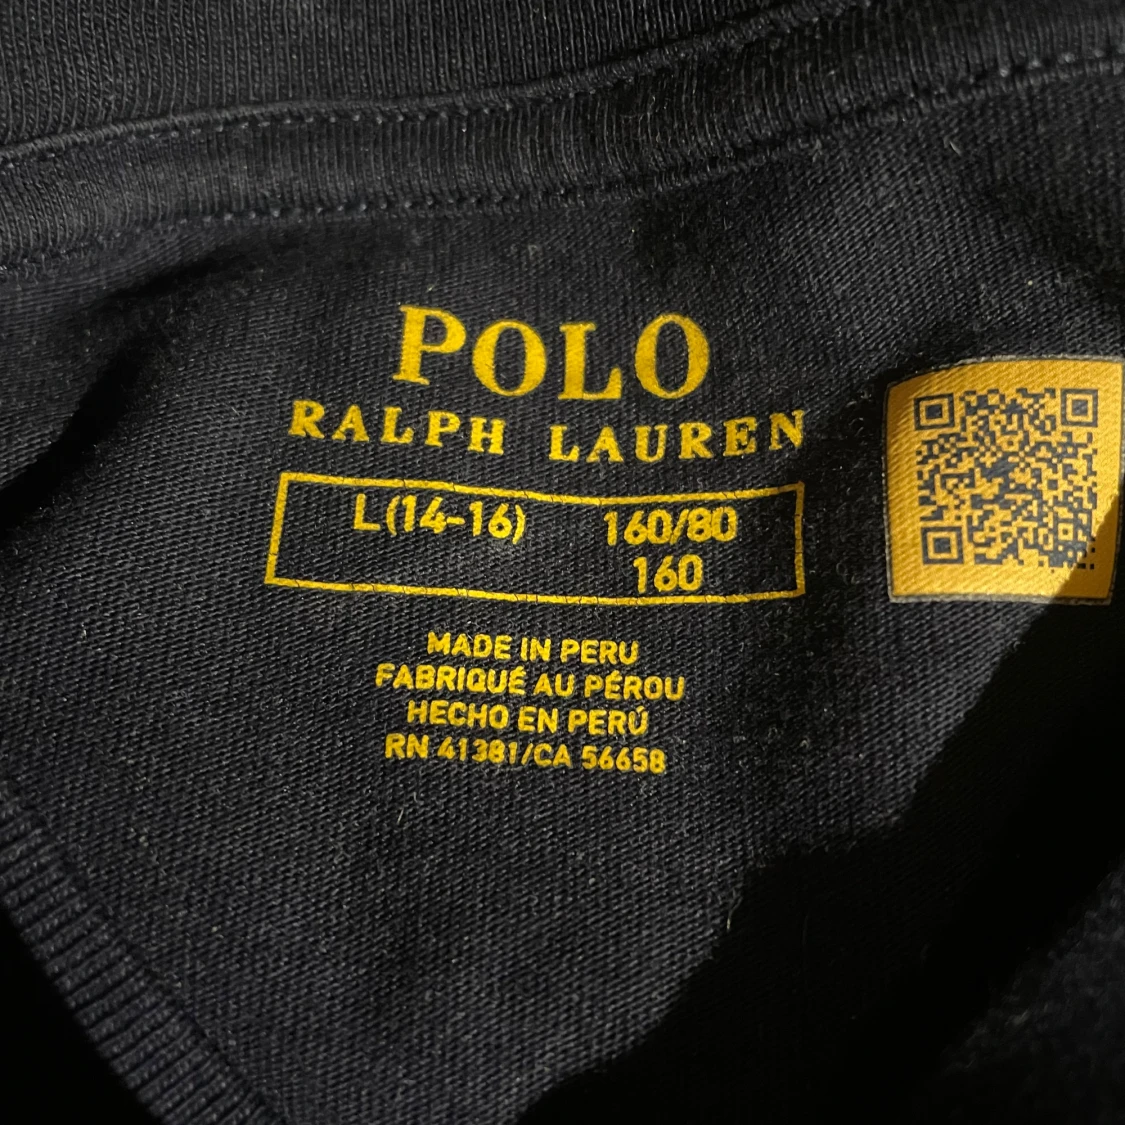 POLO
RALPH LAUREN
L(14-16) 160/80
160
MADE IN PERU
FABRIQUÉ AU PÉROU
HECHO EN PERÚ
RN 41381/CA 56658